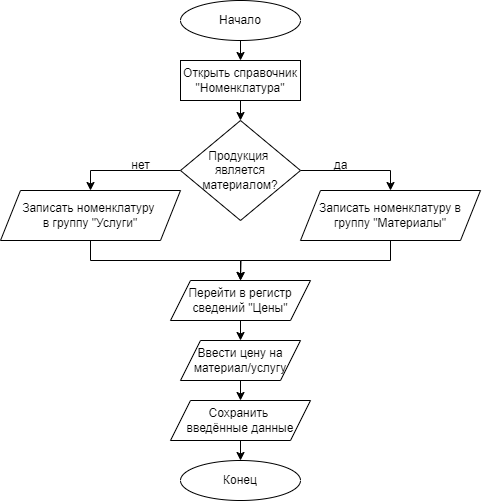 Начало
Открыть справочник
"Номенклатура"
Продукция
является
материалом?
нет
да
Записать номенклатуру
в группу "Услуги"
Записать номенклатуру в
группу "Материалы"
Перейти в регистр
сведений "Цены"
Ввести цену на
материал/услугу
Сохранить
введённые данные
Конец